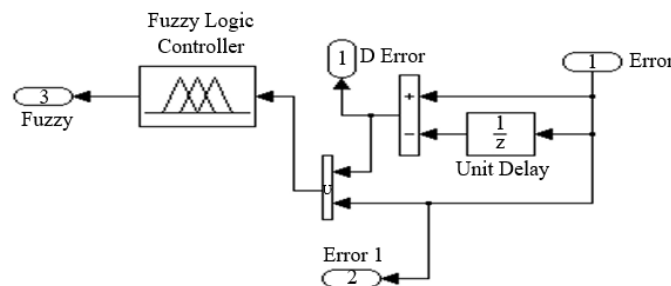 Fuzzy Logic
Controller
1
D Error
1
Error
3
Fuzzy
+
−
1
z
Unit Delay
Error 1
2